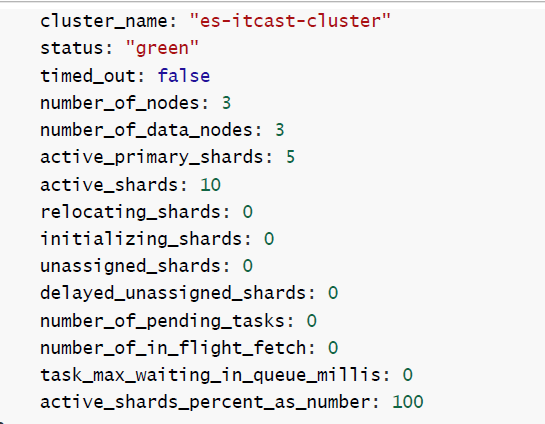 cluster_name: "es-itcast-cluster"
status: "green"
timed_out: false
number_of_nodes: 3
number_of_data_nodes: 3
active_primary_shards: 5
active_shards: 10
relocating_shards: 0
initializing_shards: 0
unassigned_shards: 0
delayed_unassigned_shards: 0
number_of_pending_tasks: 0
number_of_in_flight_fetch: 0
task_max_waiting_in_queue_millis: 0
active_shards_percent_as_number: 100